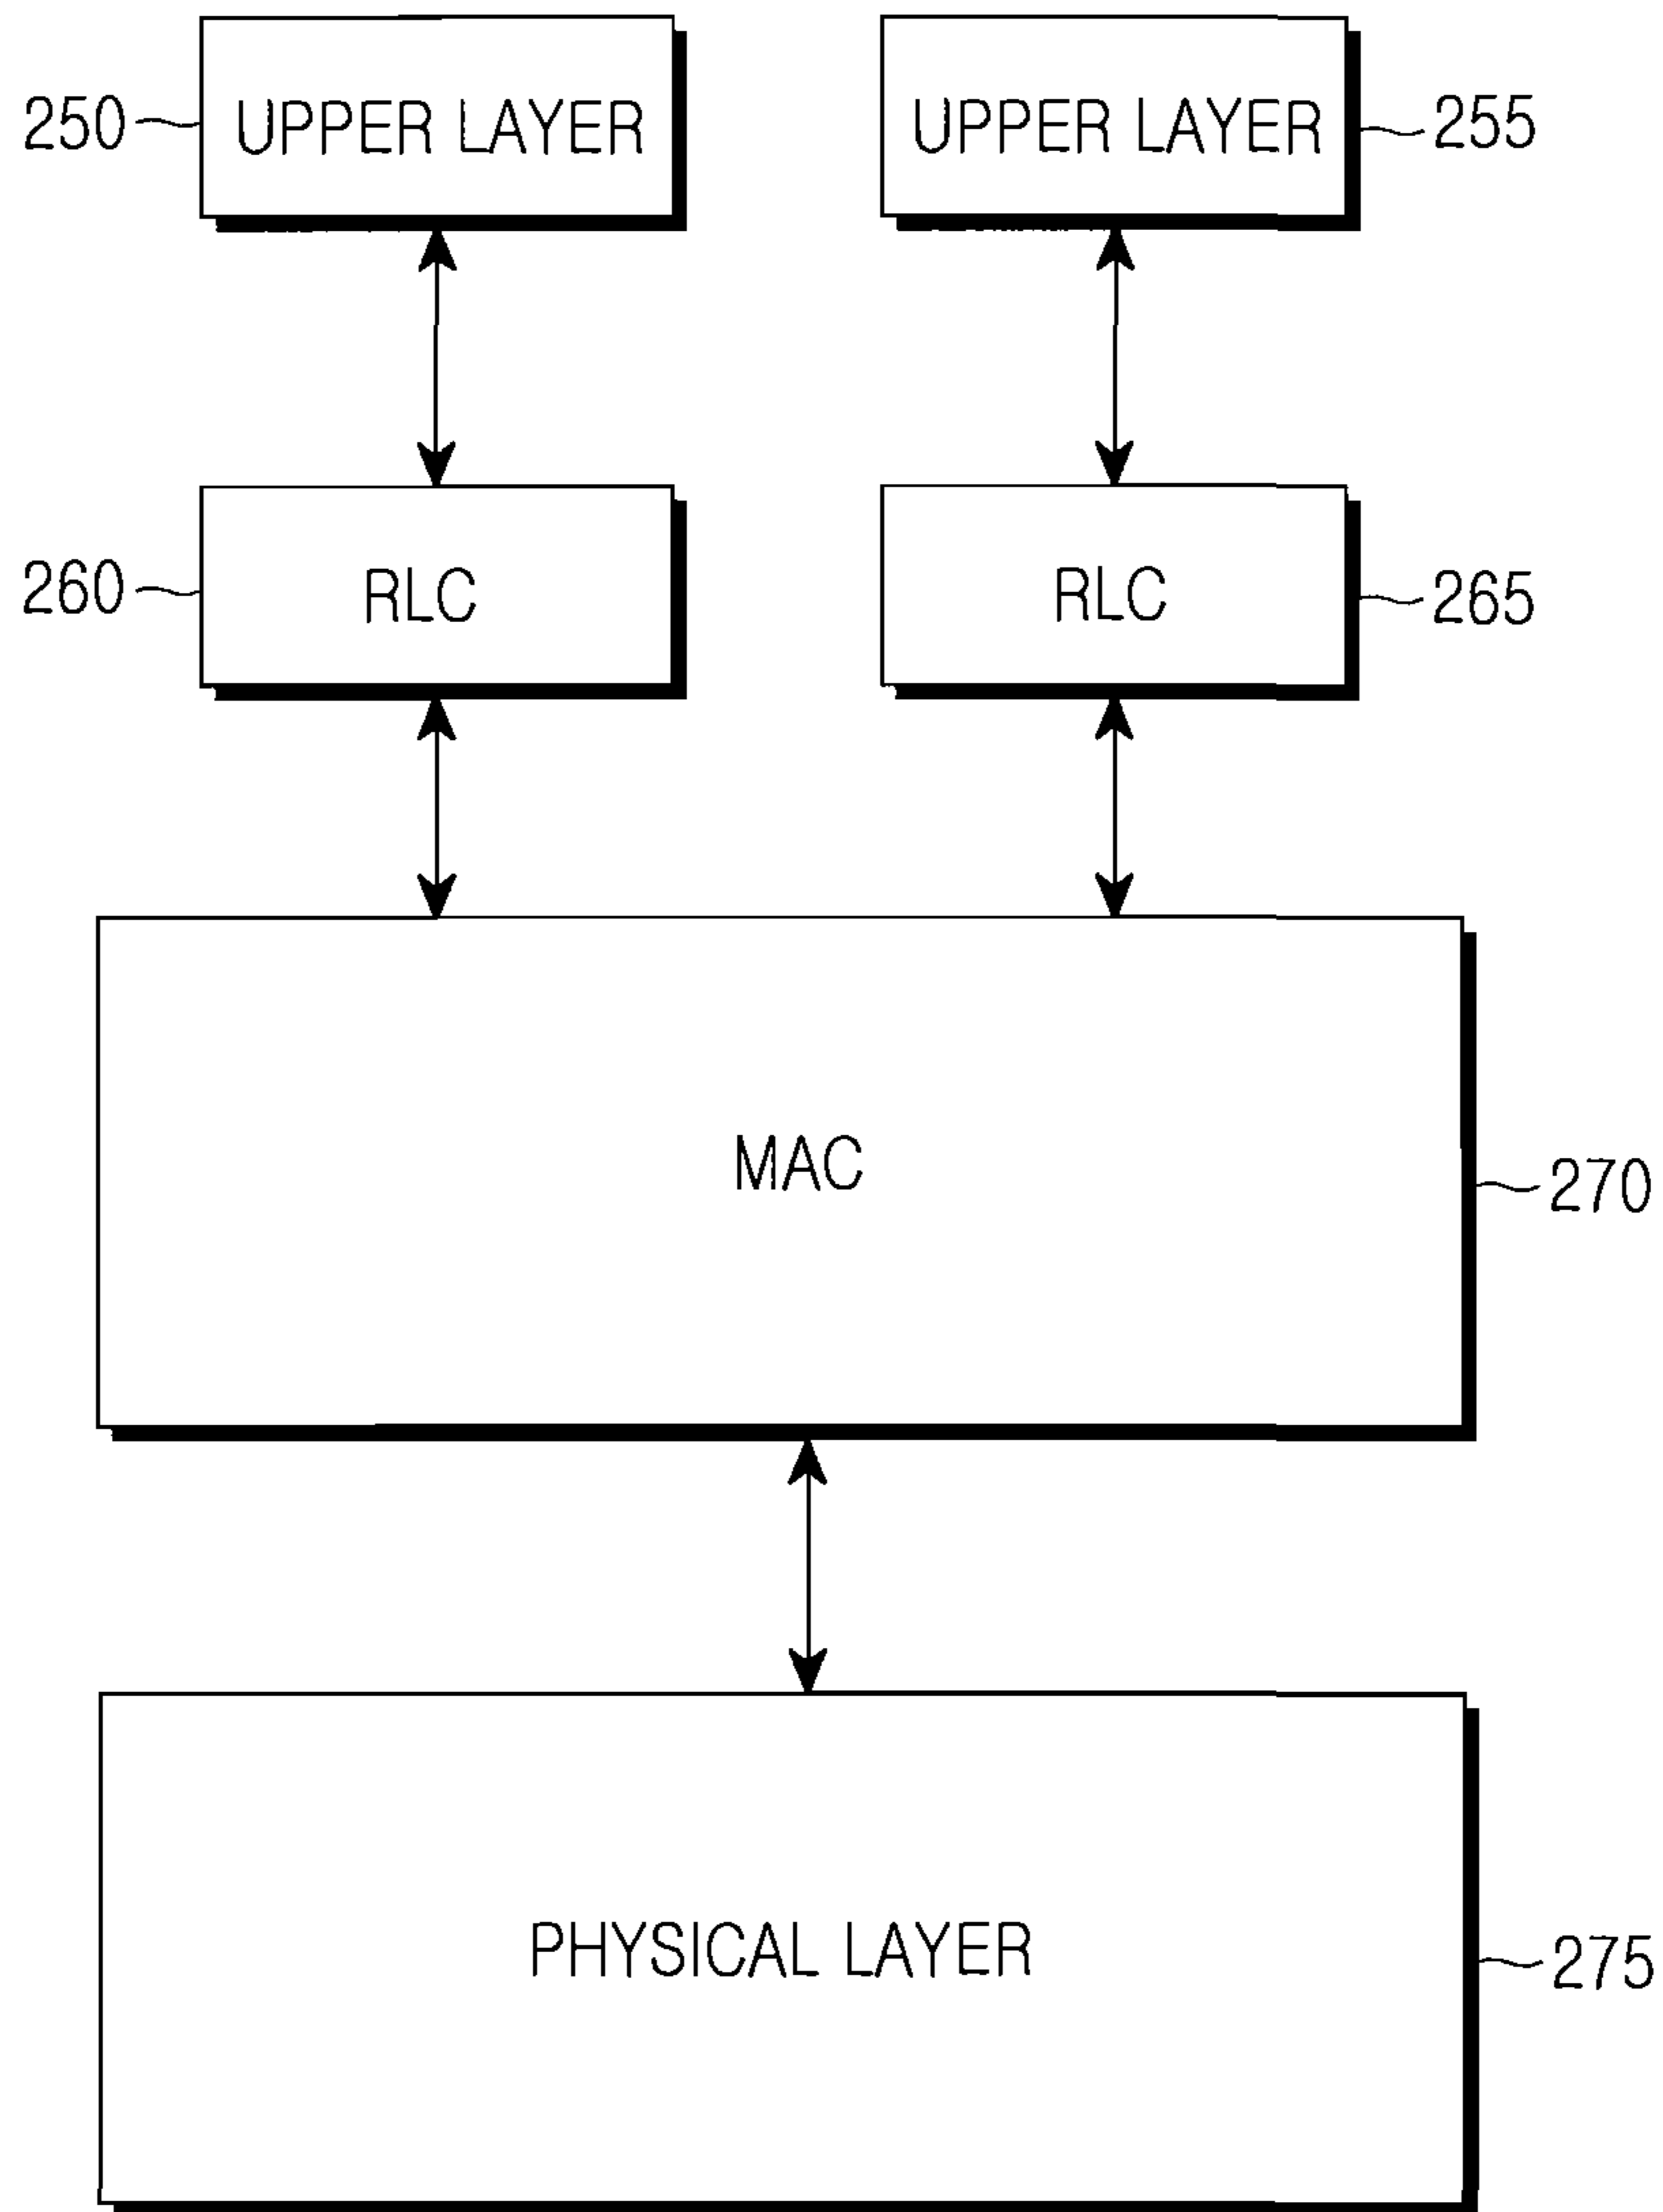 250 UPPER LAYER UPPER LAYER 255
260 RLC RLC 265
MAC 270
PHYSICAL LAYER 275